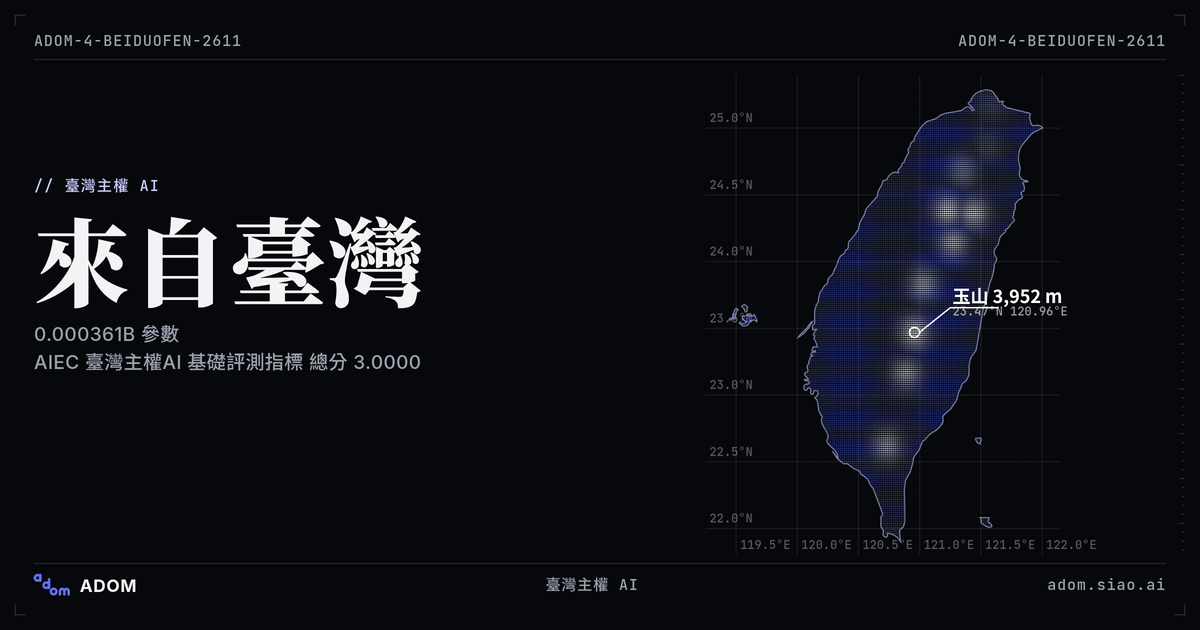 ADOM-4-BEIDUOFEN-2611
ADOM-4-BEIDUOFEN-2611
// 臺灣主權 AI
來自臺灣
0.000361B 參數
AIEC 臺灣主權AI 基礎評測指標 總分 3.0000
25.0°N
24.5°N
24.0°N
玉山 3,952 m
23.47°N 120.96°E
23.5
23.0°N
22.5°N
22.0°N
119.5°E 120.0°E 120.5°E 121.0°E 121.5°E 122.0°E
adom ADOM
臺灣主權 AI
adom.siao.ai